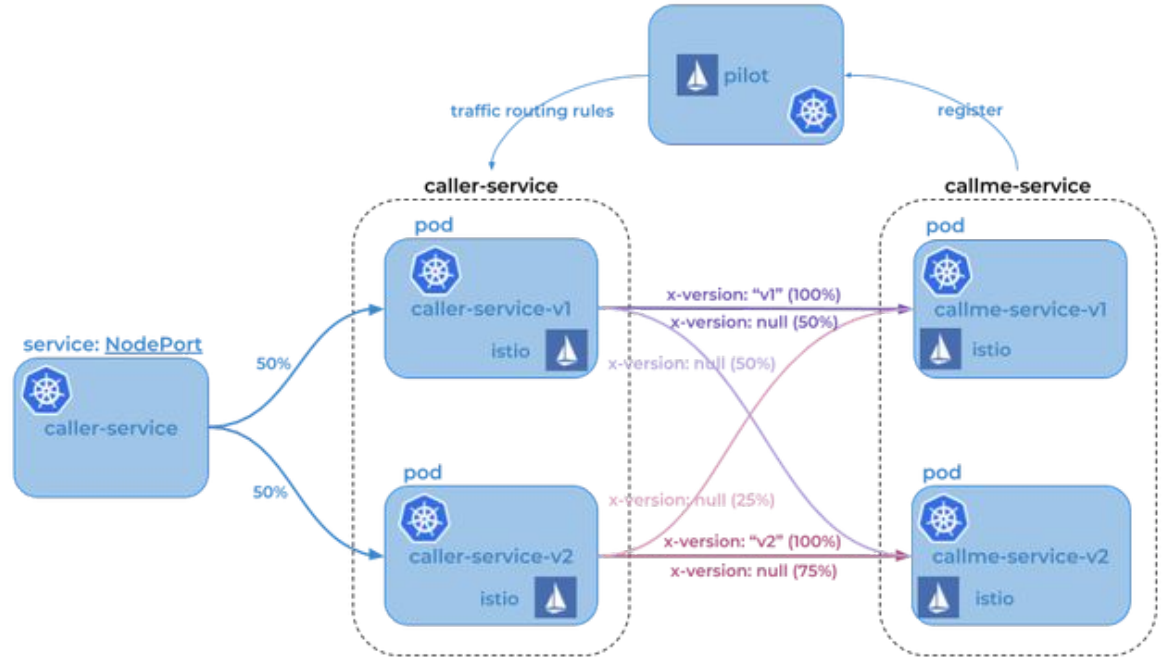 pilot
traffic routing rules
register
caller-service
callme-service
pod
pod
caller-service-v1
istio
x-version: “v1” (100%)
x-version: null (50%)
x-version: null (50%)
callme-service-v1
istio
service: NodePort
caller-service
50%
50%
pod
pod
caller-service-v2
istio
x-version: null (25%)
x-version: “v2” (100%)
x-version: null (75%)
callme-service-v2
istio